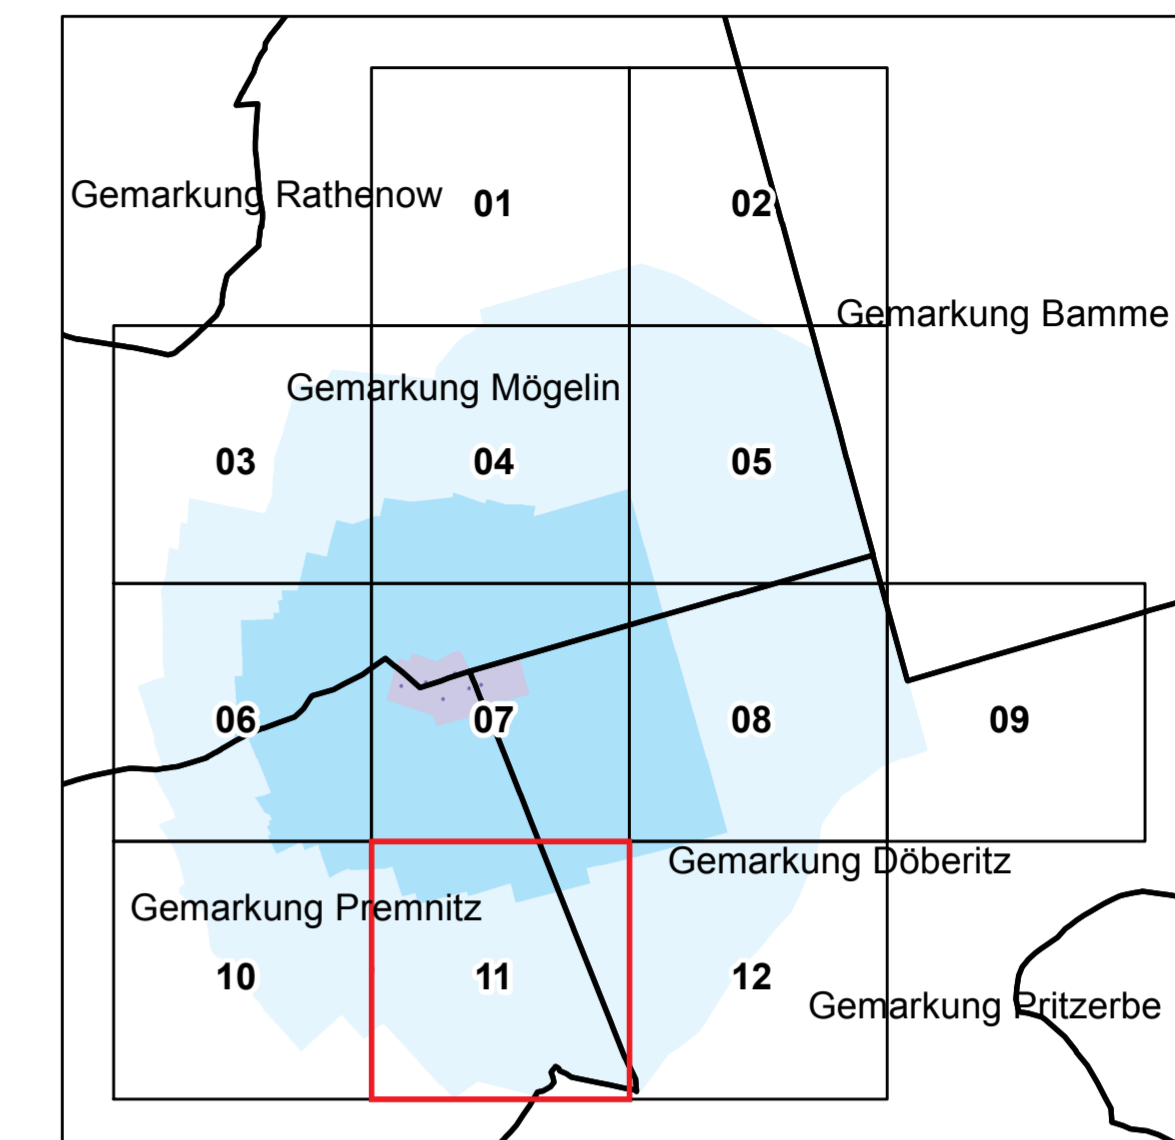 Gemarkung Rathenow
01
02
Gemarkung Bamme
Gemarkung Mögelin
03
04
05
06
07
08
09
Gemarkung Döberitz
Gemarkung Premnitz
10
11
12
Gemarkung Pritzerbe